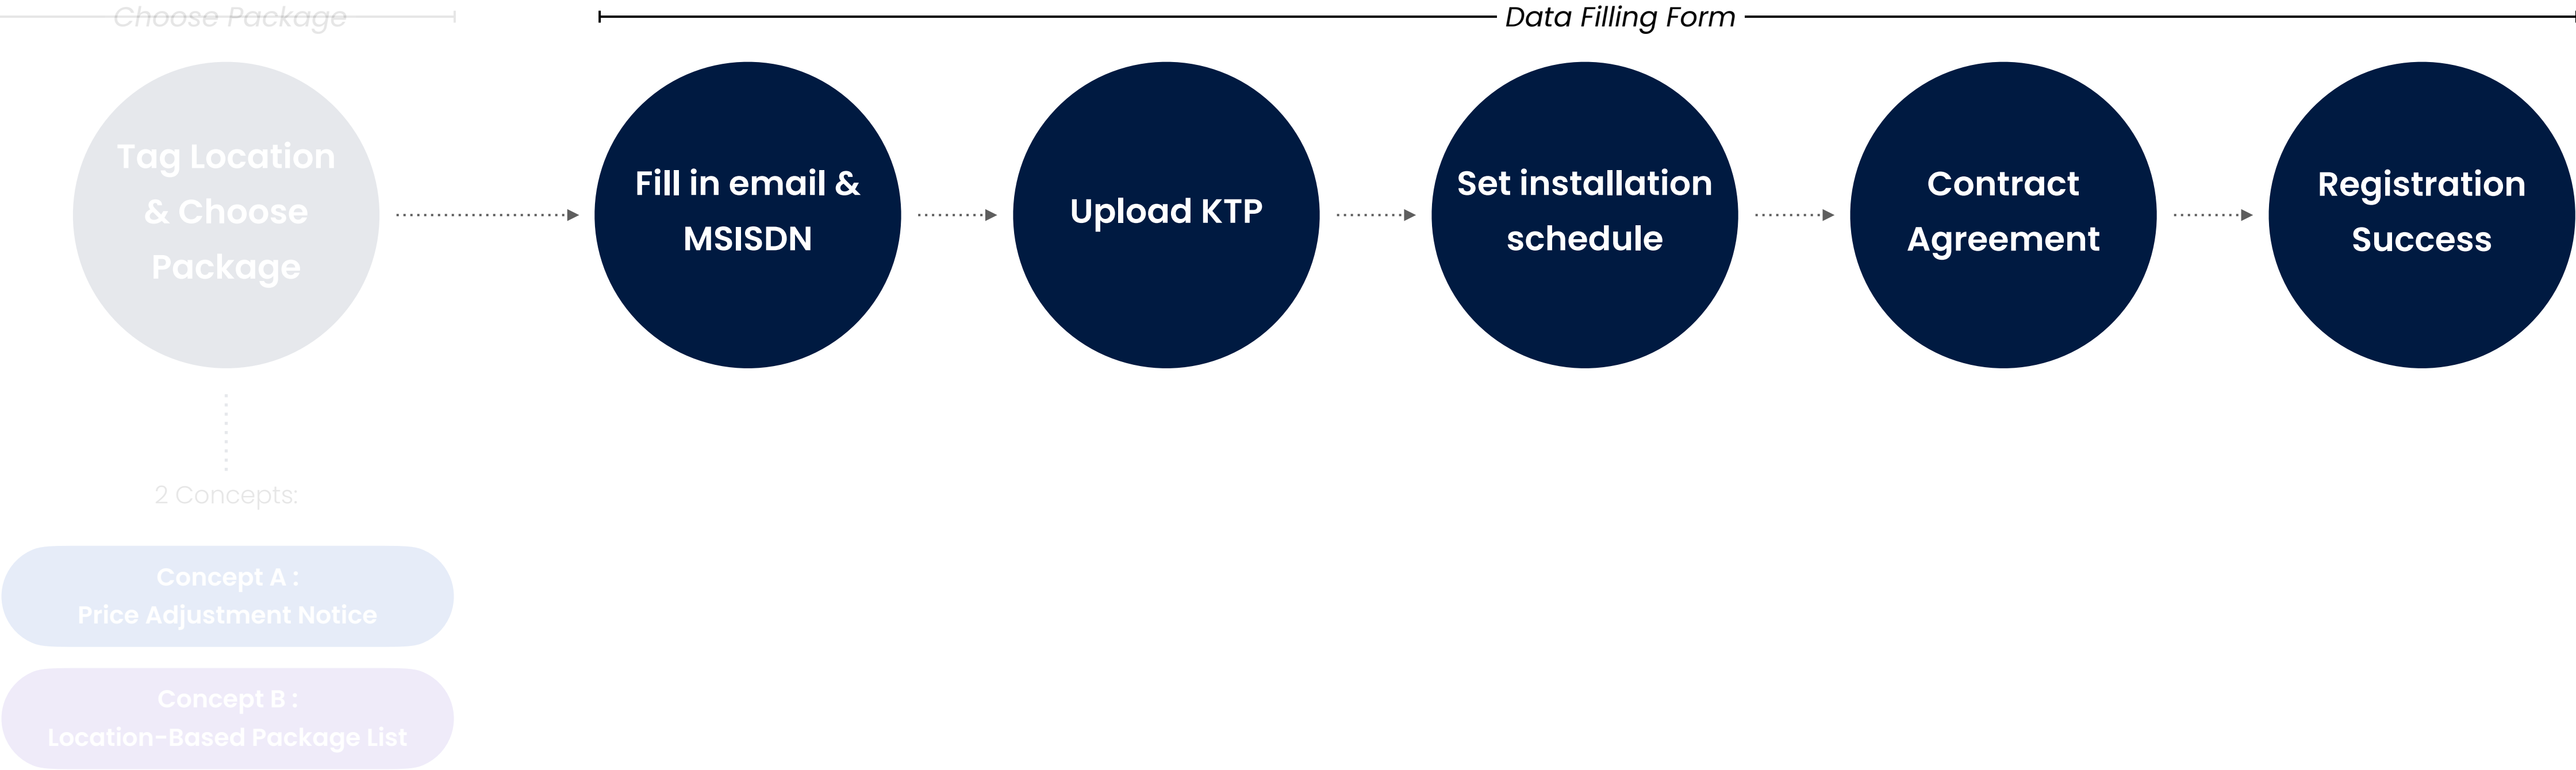 Choose Package
Data Filling Form
Tag Location
& Choose
Package
Fill in email &
MSISDN
Upload KTP
Set installation
schedule
Contract
Agreement
Registration
Success
2 Concepts:
Concept A :
Price Adjustment Notice
Concept B :
Location-Based Package List